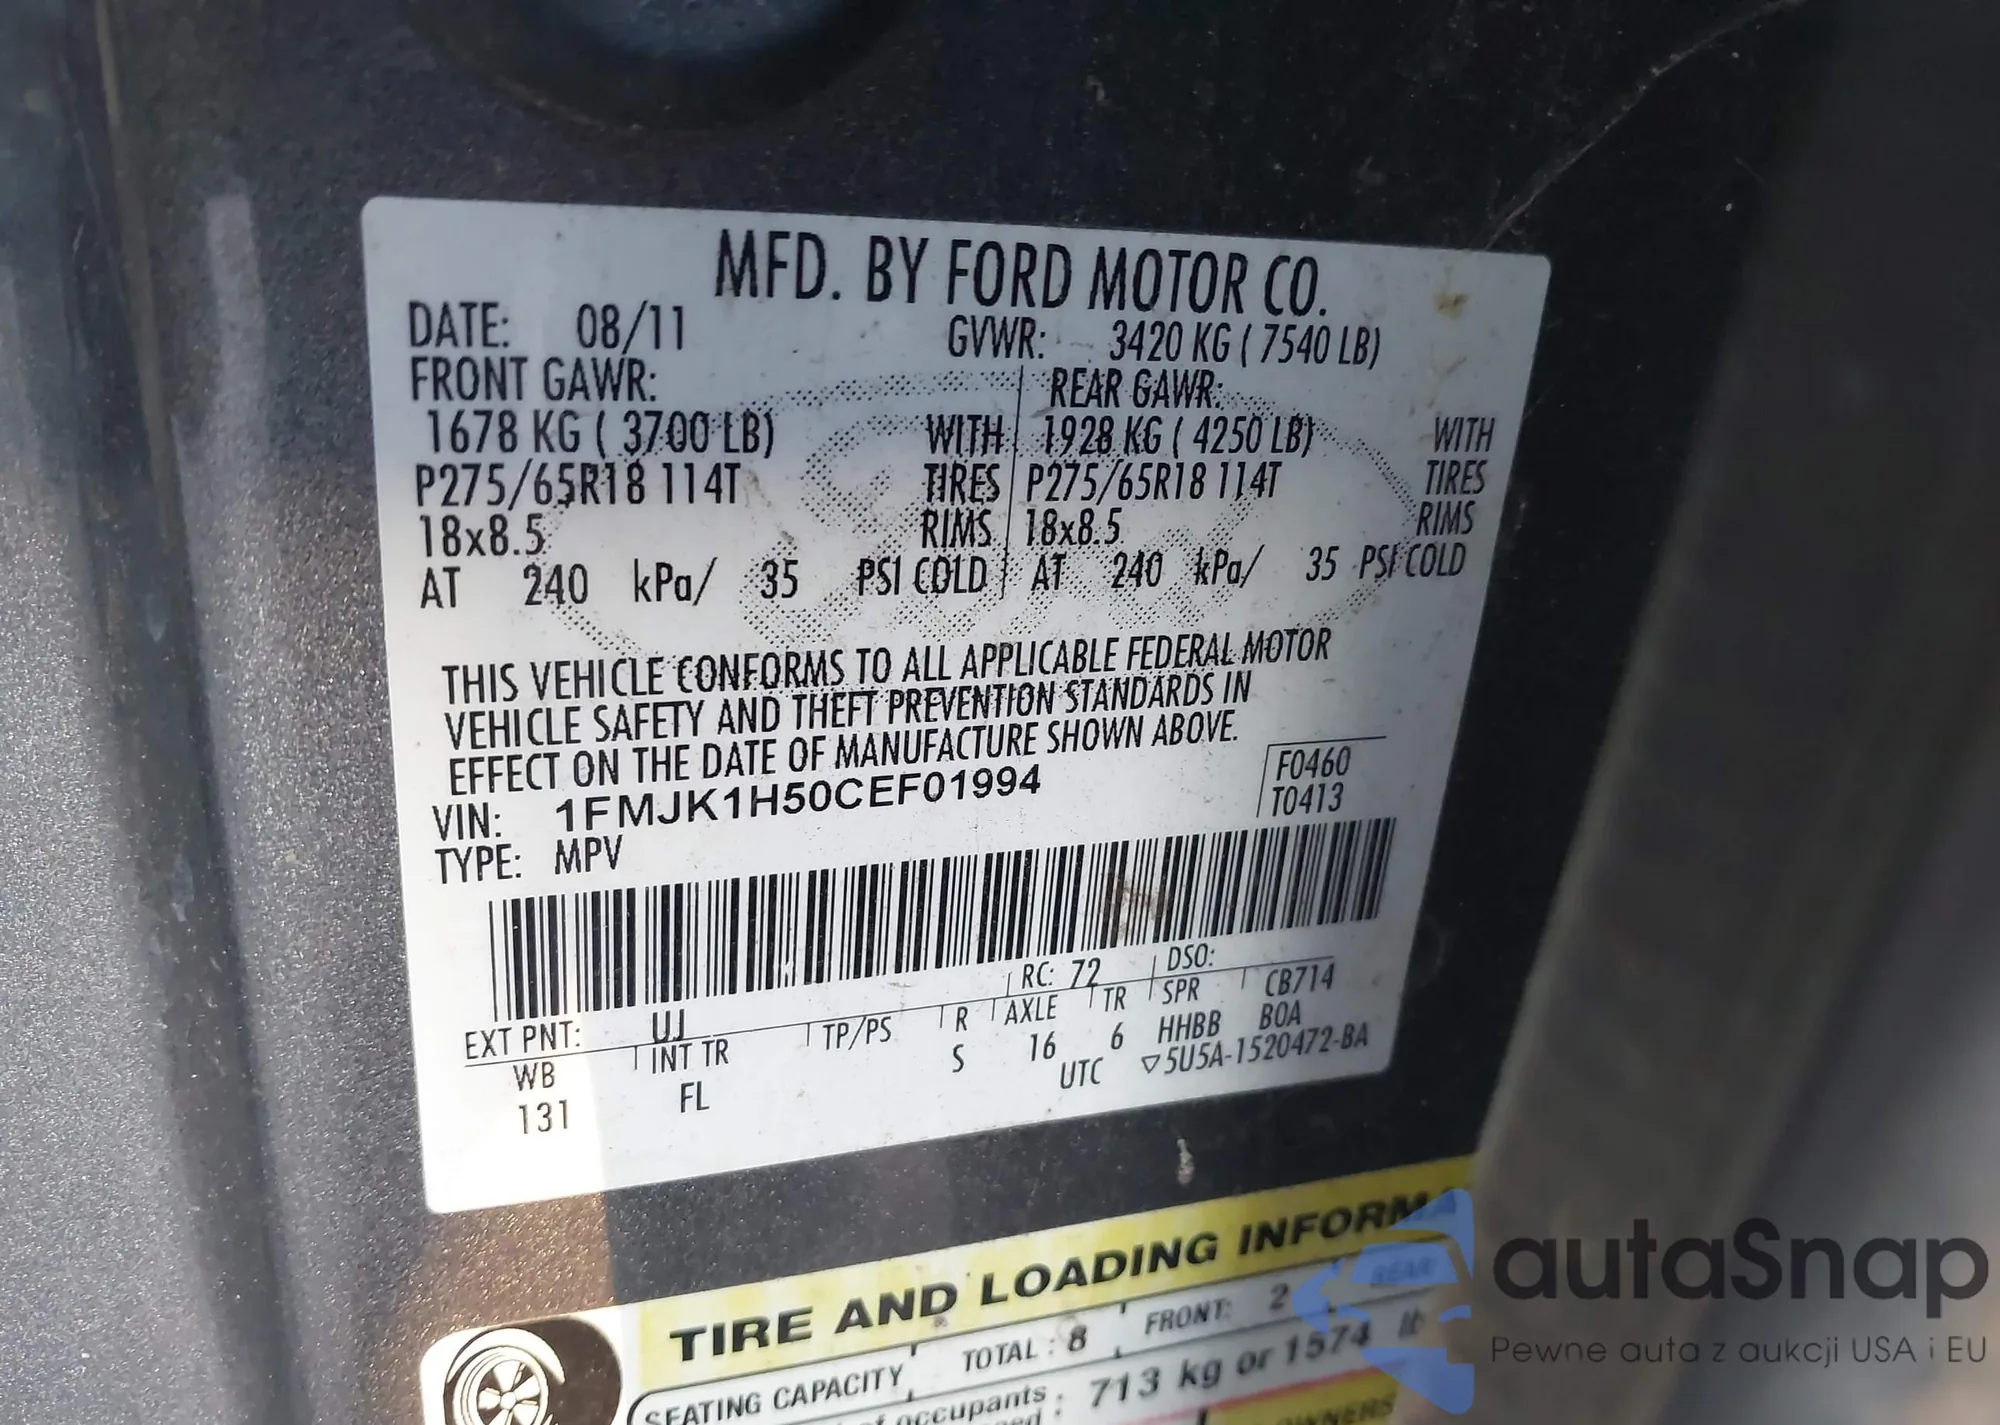 MFD. BY FORD MOTOR CO.
DATE: 08/11 GVWR: 3420 KG ( 7540 LB)
FRONT GAWR: REAR GAWR:
1678 KG ( 3700 LB) WITH 1928 KG ( 4250 LB) WITH
P275/65R18 114T TIRES P275/65R18 114T TIRES
18x8.5 RIMS 18x8.5 RIMS
AT 240 kPa/ 35 PSI COLD AT 240 kPa/ 35 PSI COLD
THIS VEHICLE CONFORMS TO ALL APPLICABLE FEDERAL MOTOR
VEHICLE SAFETY AND THEFT PREVENTION STANDARDS IN
EFFECT ON THE DATE OF MANUFACTURE SHOWN ABOVE.
VIN: 1FMJK1H50CEF01994 F0460
TYPE: MPV T0413
EXT PNT: UJ RC: 72 DSO:
WB INT TR TP/PS R AXLE TR SPR CB714
131 FL S 16 6 HHBB BOA
UTC ▽5U5A-1520472-BA
TIRE AND LOADING INFORMA
SEATING CAPACITY TOTAL : 8 FRONT: 2 REAR
of occupants : 713 kg or 1574 lb
OWNERS
autaSnap
Pewne auta z aukcji USA i EU